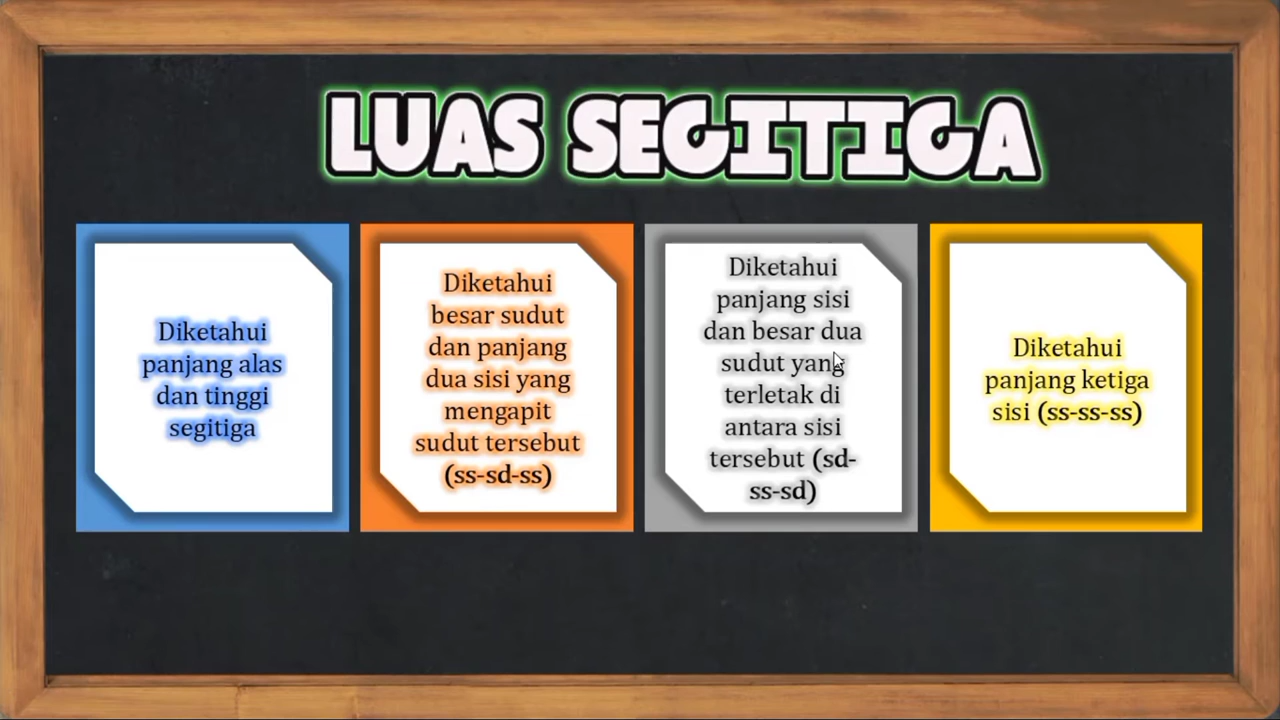 LUAS SEGITIGA
Diketahui
panjang alas
dan tinggi
segitiga
Diketahui
besar sudut
dan panjang
dua sisi yang
mengapit
sudut tersebut
(ss-sd-ss)
Diketahui
panjang sisi
dan besar dua
sudut yang
terletak di
antara sisi
tersebut (sd-
ss-sd)
Diketahui
panjang ketiga
sisi (ss-ss-ss)